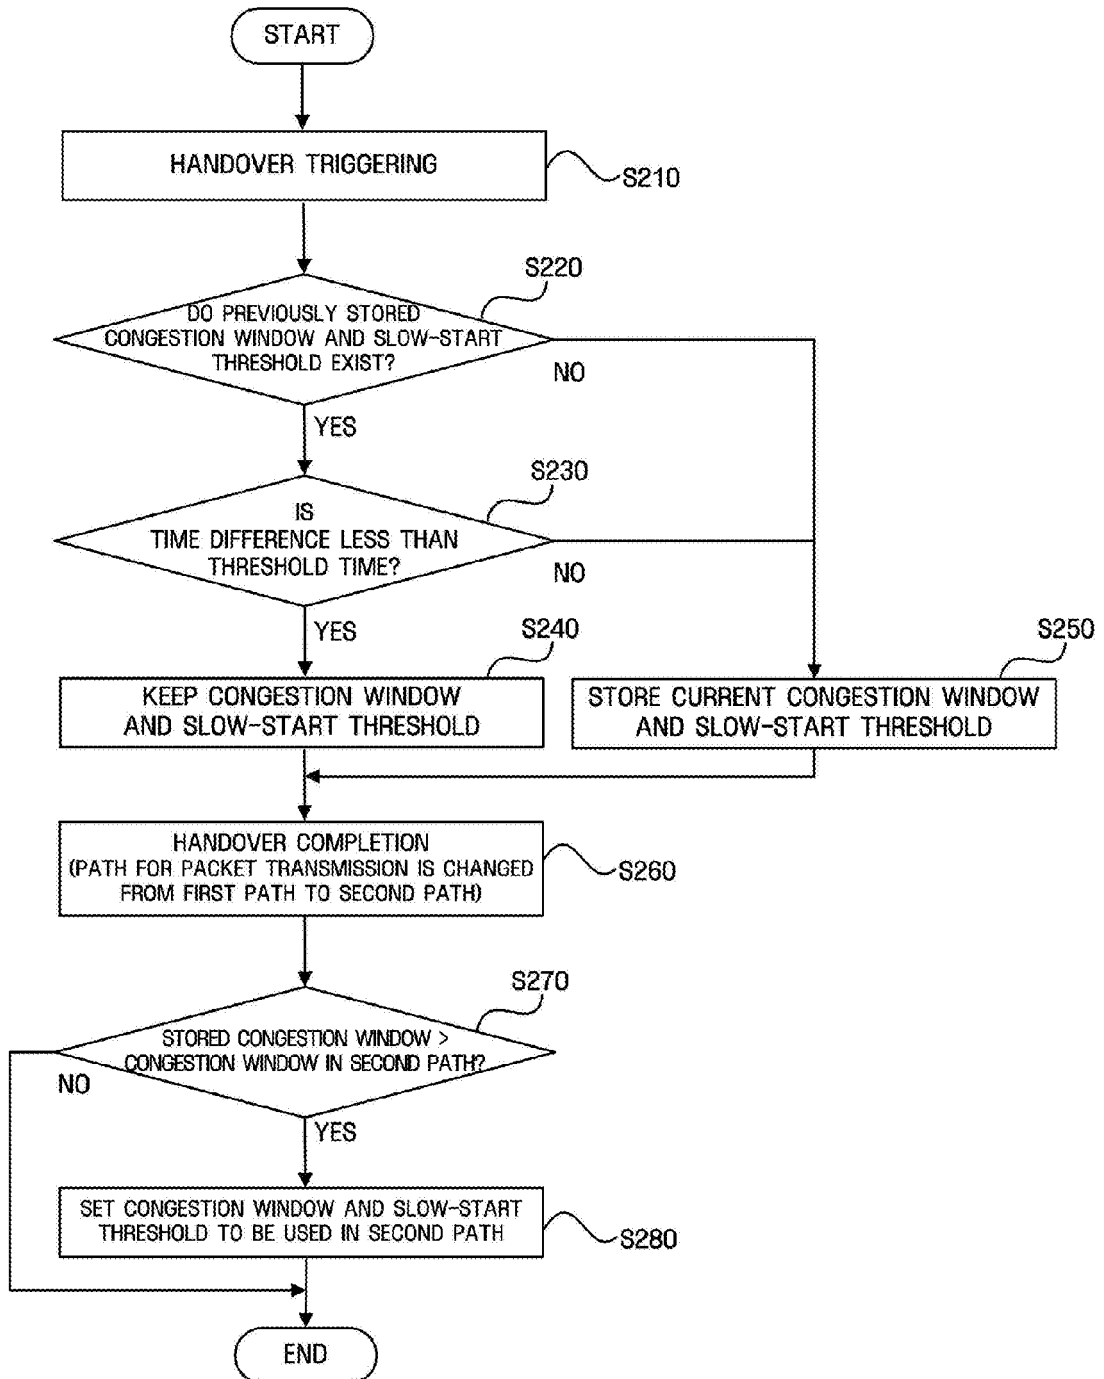 START
HANDOVER TRIGGERING
S210
S220
DO PREVIOUSLY STORED
CONGESTION WINDOW AND SLOW-START
THRESHOLD EXIST?
NO
YES
S230
IS
TIME DIFFERENCE LESS THAN
THRESHOLD TIME?
NO
YES
S240
S250
KEEP CONGESTION WINDOW
AND SLOW-START THRESHOLD
STORE CURRENT CONGESTION WINDOW
AND SLOW-START THRESHOLD
HANDOVER COMPLETION
(PATH FOR PACKET TRANSMISSION IS CHANGED
FROM FIRST PATH TO SECOND PATH)
S260
S270
STORED CONGESTION WINDOW >
CONGESTION WINDOW IN SECOND PATH?
NO
YES
SET CONGESTION WINDOW AND SLOW-START
THRESHOLD TO BE USED IN SECOND PATH
S280
END